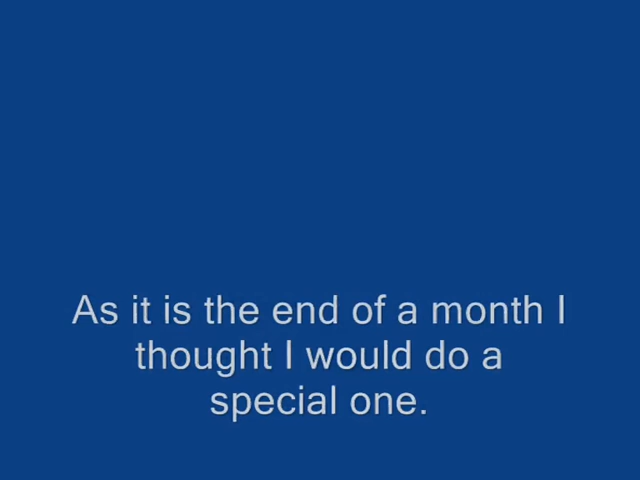 As it is the end of a month I
thought I would do a
special one.